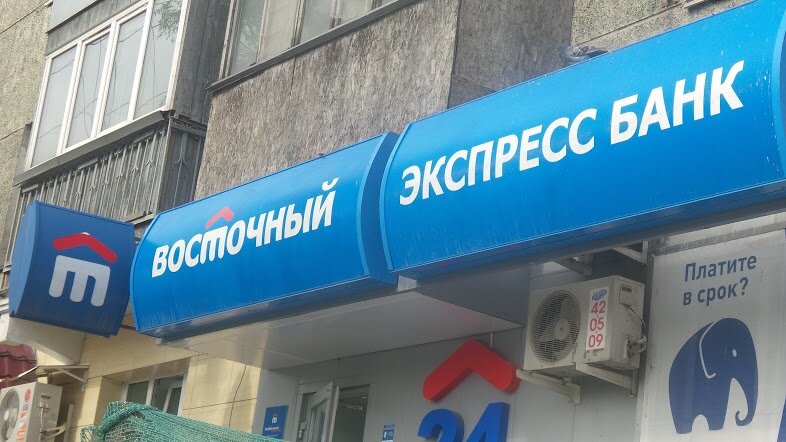 ВОСТОЧНЫЙ
ЭКСПРЕСС БАНК
Платите
в срок?
42
05
09
24